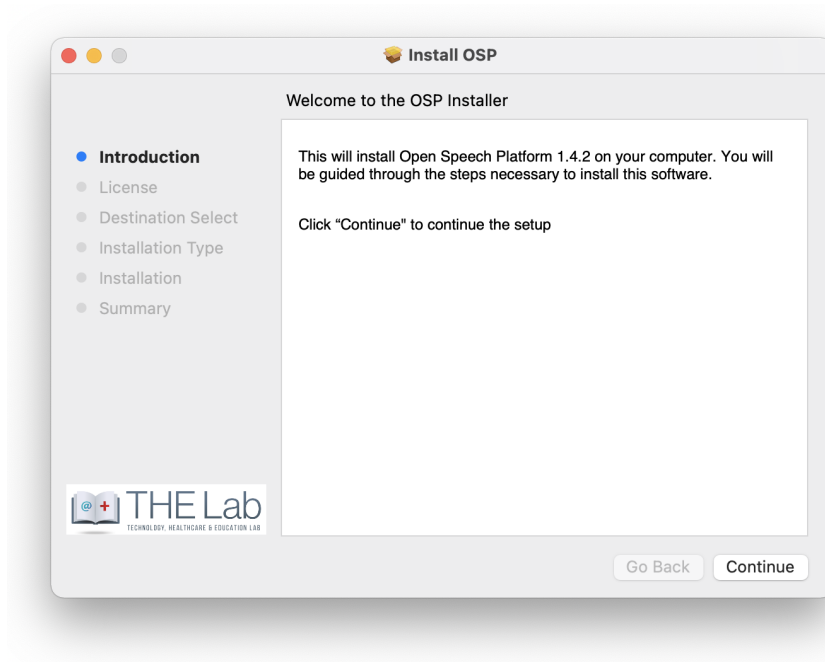 Install OSP
Welcome to the OSP Installer
Introduction
License
Destination Select
Installation Type
Installation
Summary
This will install Open Speech Platform 1.4.2 on your computer. You will
be guided through the steps necessary to install this software.
Click “Continue" to continue the setup
@ +
THE Lab
TECHNOLOGY, HEALTHCARE & EDUCATION LAB
Go Back
Continue